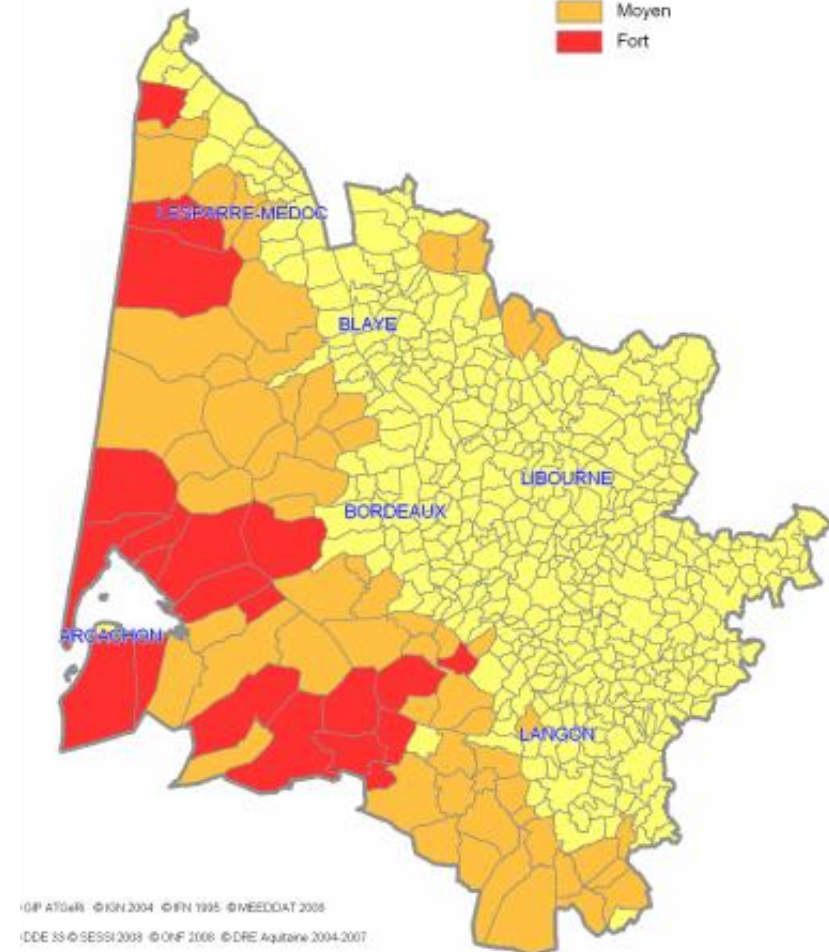 Moyen
Fort
LESPARRE-MEDOC
BLAYE
LIBOURNE
BORDEAUX
ARCACHON
LANGON
GIP ATGeRi ©IGN 2004 ©IFN 1995 ©MEEDDAT 2008
DDE 33 © SESSI 2003 © ONF 2008 © DRE Aquitaine 2004-2007